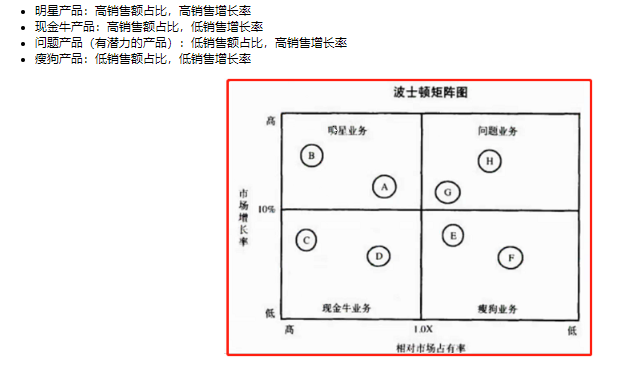 明星产品：高销售额占比，高销售增长率
现金牛产品：高销售额占比，低销售增长率
问题产品（有潜力的产品）：低销售额占比，高销售增长率
瘦狗产品：低销售额占比，低销售增长率
波士顿矩阵图
高
明星业务
问题业务
B
H
A
G
市场增长率
10%
C
E
D
F
现金牛业务
瘦狗业务
低
高
1.0X
低
相对市场占有率